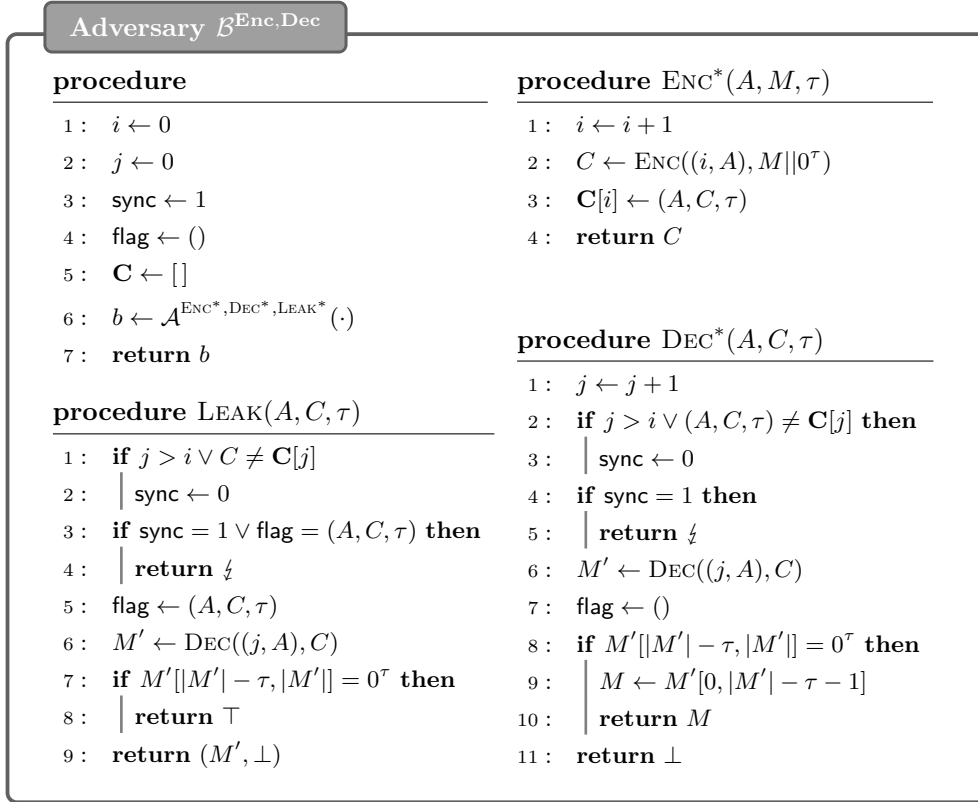 Adversary 𝓑^{Enc,Dec}
procedure
1 : i ← 0
2 : j ← 0
3 : sync ← 1
4 : flag ← ()
5 : C ← [ ]
6 : b ← 𝒜^{Enc*,Dec*,Leak*}(·)
7 : return b
procedure Leak(A, C, τ)
1 : if j > i ∨ C ≠ C[j]
2 : sync ← 0
3 : if sync = 1 ∨ flag = (A, C, τ) then
4 : return ↯
5 : flag ← (A, C, τ)
6 : M′ ← Dec((j, A), C)
7 : if M′[|M′| − τ, |M′|] = 0^τ then
8 : return ⊤
9 : return (M′, ⊥)
procedure Enc*(A, M, τ)
1 : i ← i + 1
2 : C ← Enc((i, A), M||0^τ)
3 : C[i] ← (A, C, τ)
4 : return C
procedure Dec*(A, C, τ)
1 : j ← j + 1
2 : if j > i ∨ (A, C, τ) ≠ C[j] then
3 : sync ← 0
4 : if sync = 1 then
5 : return ↯
6 : M′ ← Dec((j, A), C)
7 : flag ← ()
8 : if M′[|M′| − τ, |M′|] = 0^τ then
9 : M ← M′[0, |M′| − τ − 1]
10 : return M
11 : return ⊥